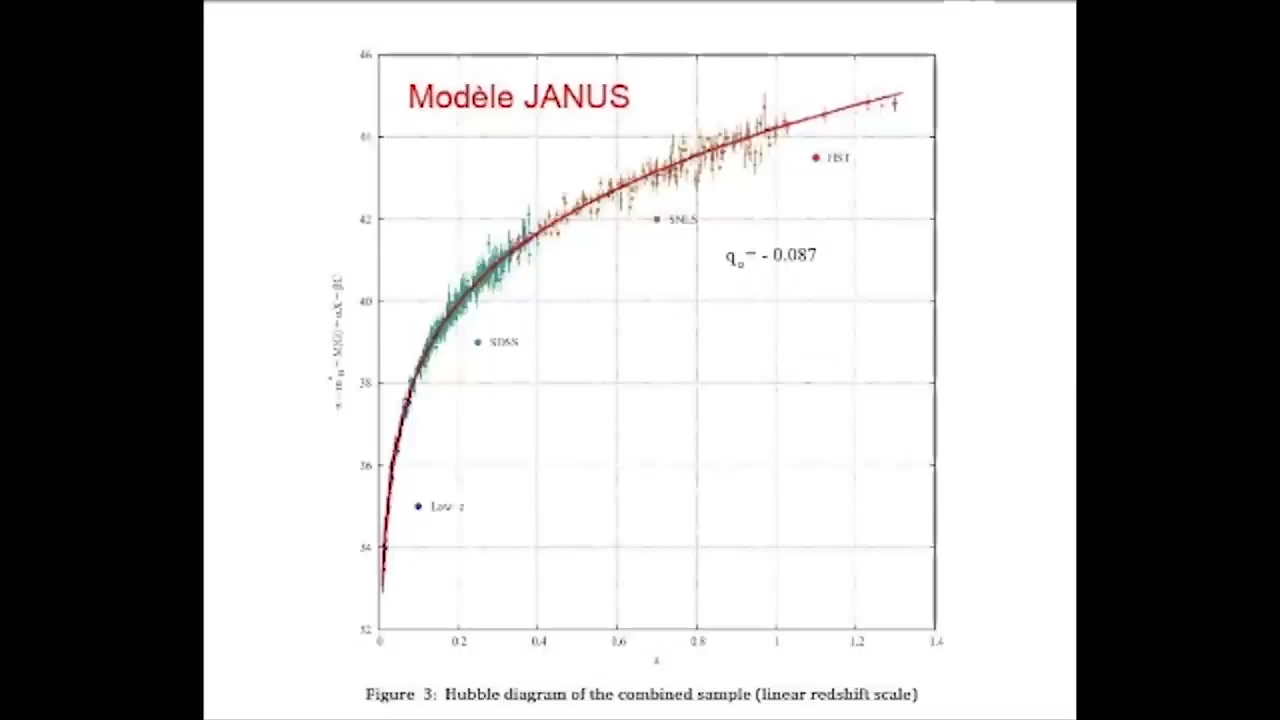 46
Modèle JANUS
44
HST
42
SNLS
qₒ = - 0.087
40
SDSS
38
36
Low-z
34
32
0 0.2 0.4 0.6 0.8 1 1.2 1.4
z
Figure 3: Hubble diagram of the combined sample (linear redshift scale)